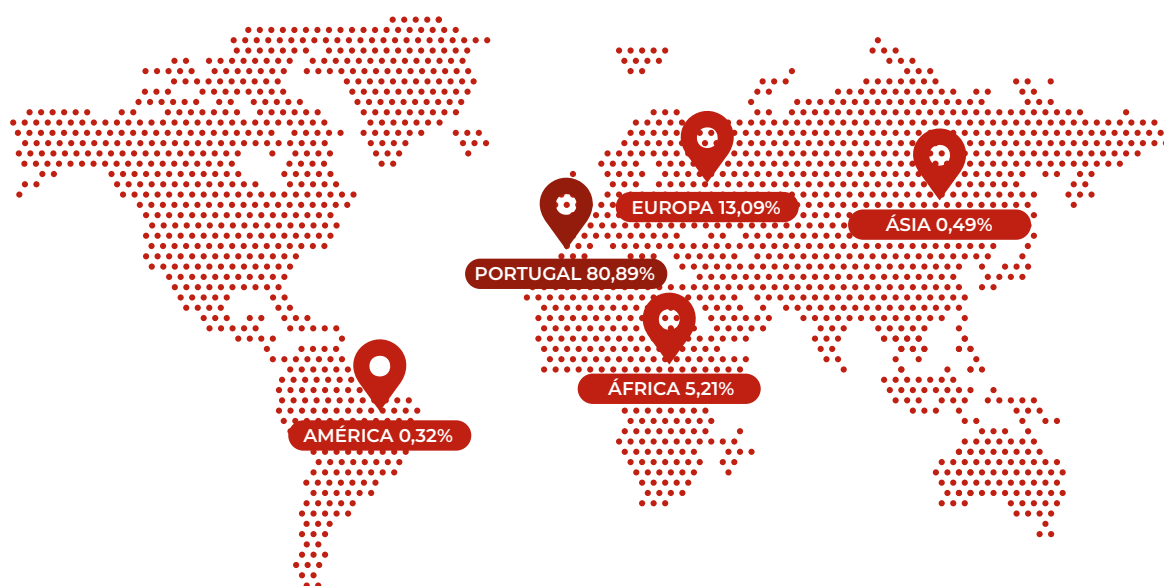 EUROPA 13,09%
ÁSIA 0,49%
PORTUGAL 80,89%
ÁFRICA 5,21%
AMÉRICA 0,32%